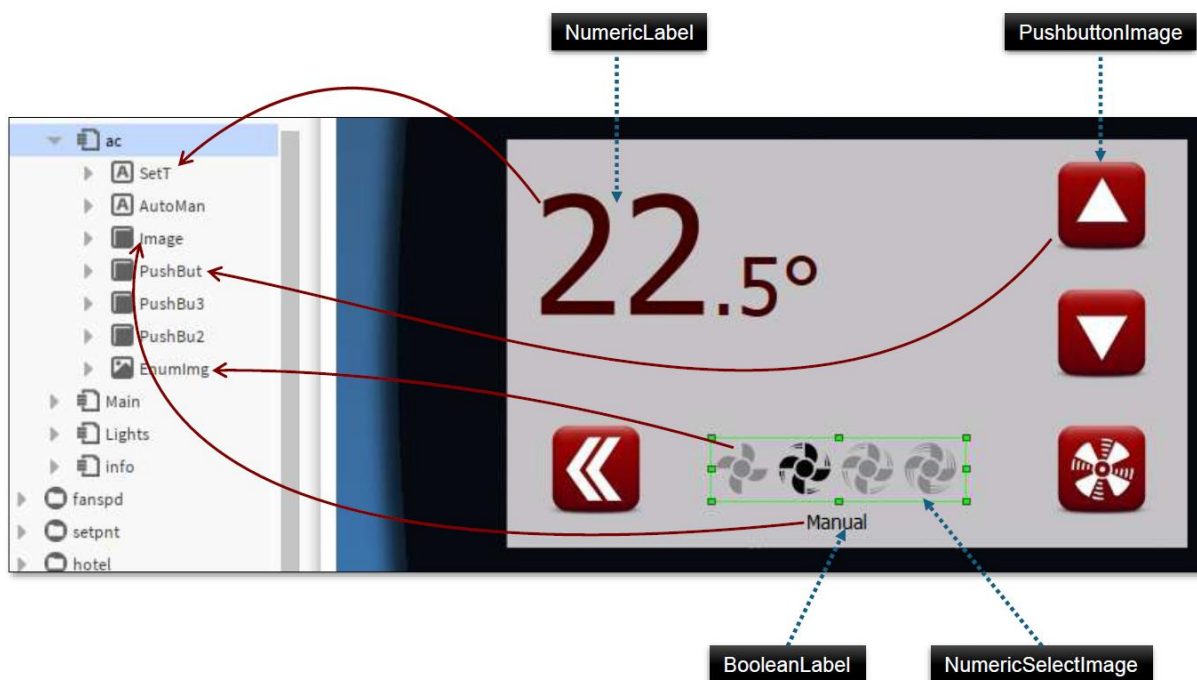 NumericLabel
PushbuttonImage
ac
SetT
AutoMan
Image
PushBut
PushBu3
PushBu2
EnumImg
Main
Lights
info
fanspd
setpnt
hotel
22.5°
Manual
BooleanLabel
NumericSelectImage